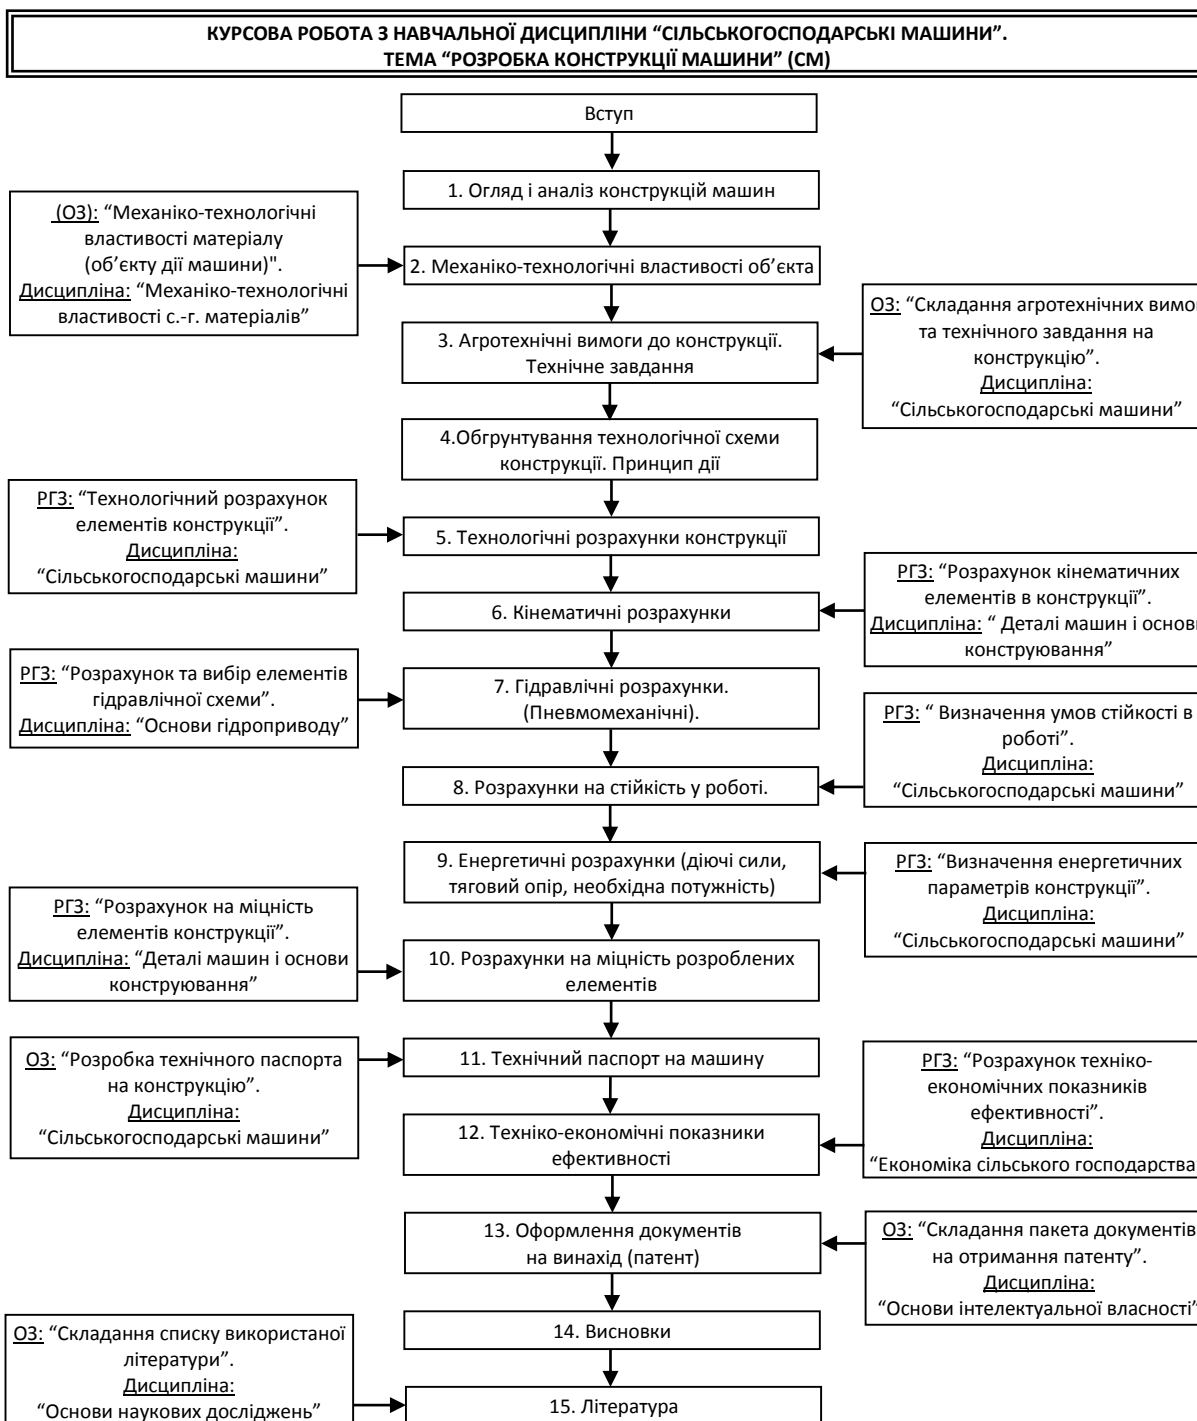 КУРСОВА РОБОТА З НАВЧАЛЬНОЇ ДИСЦИПЛІНИ “СІЛЬСЬКОГОСПОДАРСЬКІ МАШИНИ”.
ТЕМА “РОЗРОБКА КОНСТРУКЦІЇ МАШИНИ” (СМ)
Вступ
1. Огляд і аналіз конструкцій машин
(ОЗ): “Механіко-технологічні
властивості матеріалу
(об’єкту дії машини)".
Дисципліна: “Механіко-технологічні
властивості с.-г. матеріалів”
2. Механіко-технологічні властивості об’єкта
ОЗ: “Складання агротехнічних вимог
та технічного завдання на
конструкцію”.
Дисципліна:
“Сільськогосподарські машини”
3. Агротехнічні вимоги до конструкції.
Технічне завдання
4.Обгрунтування технологічної схеми
конструкції. Принцип дії
РГЗ: “Технологічний розрахунок
елементів конструкції”.
Дисципліна:
“Сільськогосподарські машини”
5. Технологічні розрахунки конструкції
РГЗ: “Розрахунок кінематичних
елементів в конструкції”.
Дисципліна: “ Деталі машин і основи
конструювання”
6. Кінематичні розрахунки
РГЗ: “Розрахунок та вибір елементів
гідравлічної схеми”.
Дисципліна: “Основи гідроприводу”
7. Гідравлічні розрахунки.
(Пневмомеханічні).
РГЗ: “ Визначення умов стійкості в
роботі”.
Дисципліна:
“Сільськогосподарські машини”
8. Розрахунки на стійкість у роботі.
9. Енергетичні розрахунки (діючі сили,
тяговий опір, необхідна потужність)
РГЗ: “Визначення енергетичних
параметрів конструкції”.
Дисципліна:
“Сільськогосподарські машини”
РГЗ: “Розрахунок на міцність
елементів конструкції”.
Дисципліна: “Деталі машин і основи
конструювання”
10. Розрахунки на міцність розроблених
елементів
ОЗ: “Розробка технічного паспорта
на конструкцію”.
Дисципліна:
“Сільськогосподарські машини”
11. Технічний паспорт на машину
РГЗ: “Розрахунок техніко-
економічних показників
ефективності”.
Дисципліна:
“Економіка сільського господарства”
12. Техніко-економічні показники
ефективності
13. Оформлення документів
на винахід (патент)
ОЗ: “Складання пакета документів
на отримання патенту”.
Дисципліна:
“Основи інтелектуальної власності”
14. Висновки
ОЗ: “Складання списку використаної
літератури”.
Дисципліна:
“Основи наукових досліджень”
15. Література